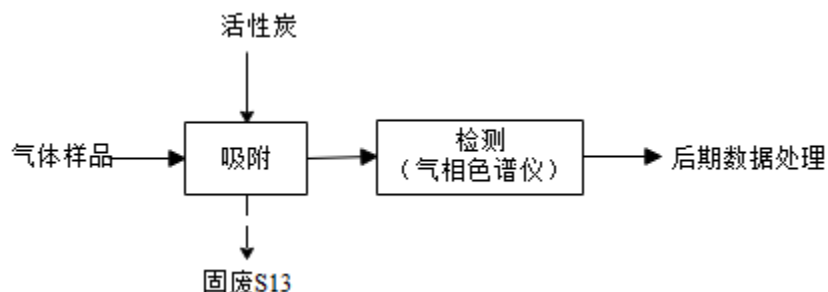 活性炭
气体样品
吸附
检测
（气相色谱仪）
后期数据处理
固废S13